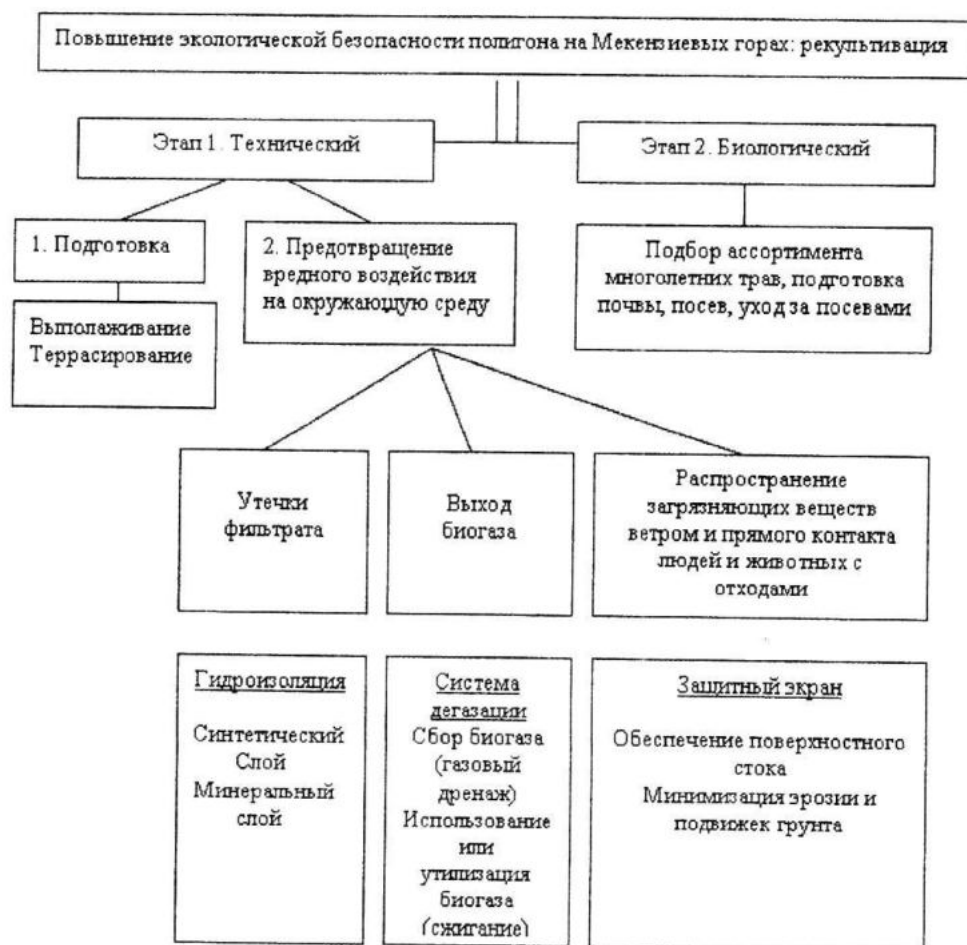 Повышение экологической безопасности полигона на Мекензиевых горах: рекультивация
Этап 1. Технический
Этап 2. Биологический
1. Подготовка
Выполаживание
Террасирование
2. Предотвращение
вредного воздействия
на окружающую среду
Подбор ассортимента
многолетних трав, подготовка
почвы, посев, уход за посевами
Утечки
фильтрата
Выход
биогаза
Распространение
загрязняющих веществ
ветром и прямого контакта
людей и животных с
отходами
Гидроизоляция
Синтетический
Слой
Минеральный
слой
Система
дегазации
Сбор биогаза
(газовый
дренаж)
Использование
или
утилизация
биогаза
(сжигание)
Защитный экран
Обеспечение поверхностного
стока
Минимизация эрозии и
подвижек грунта